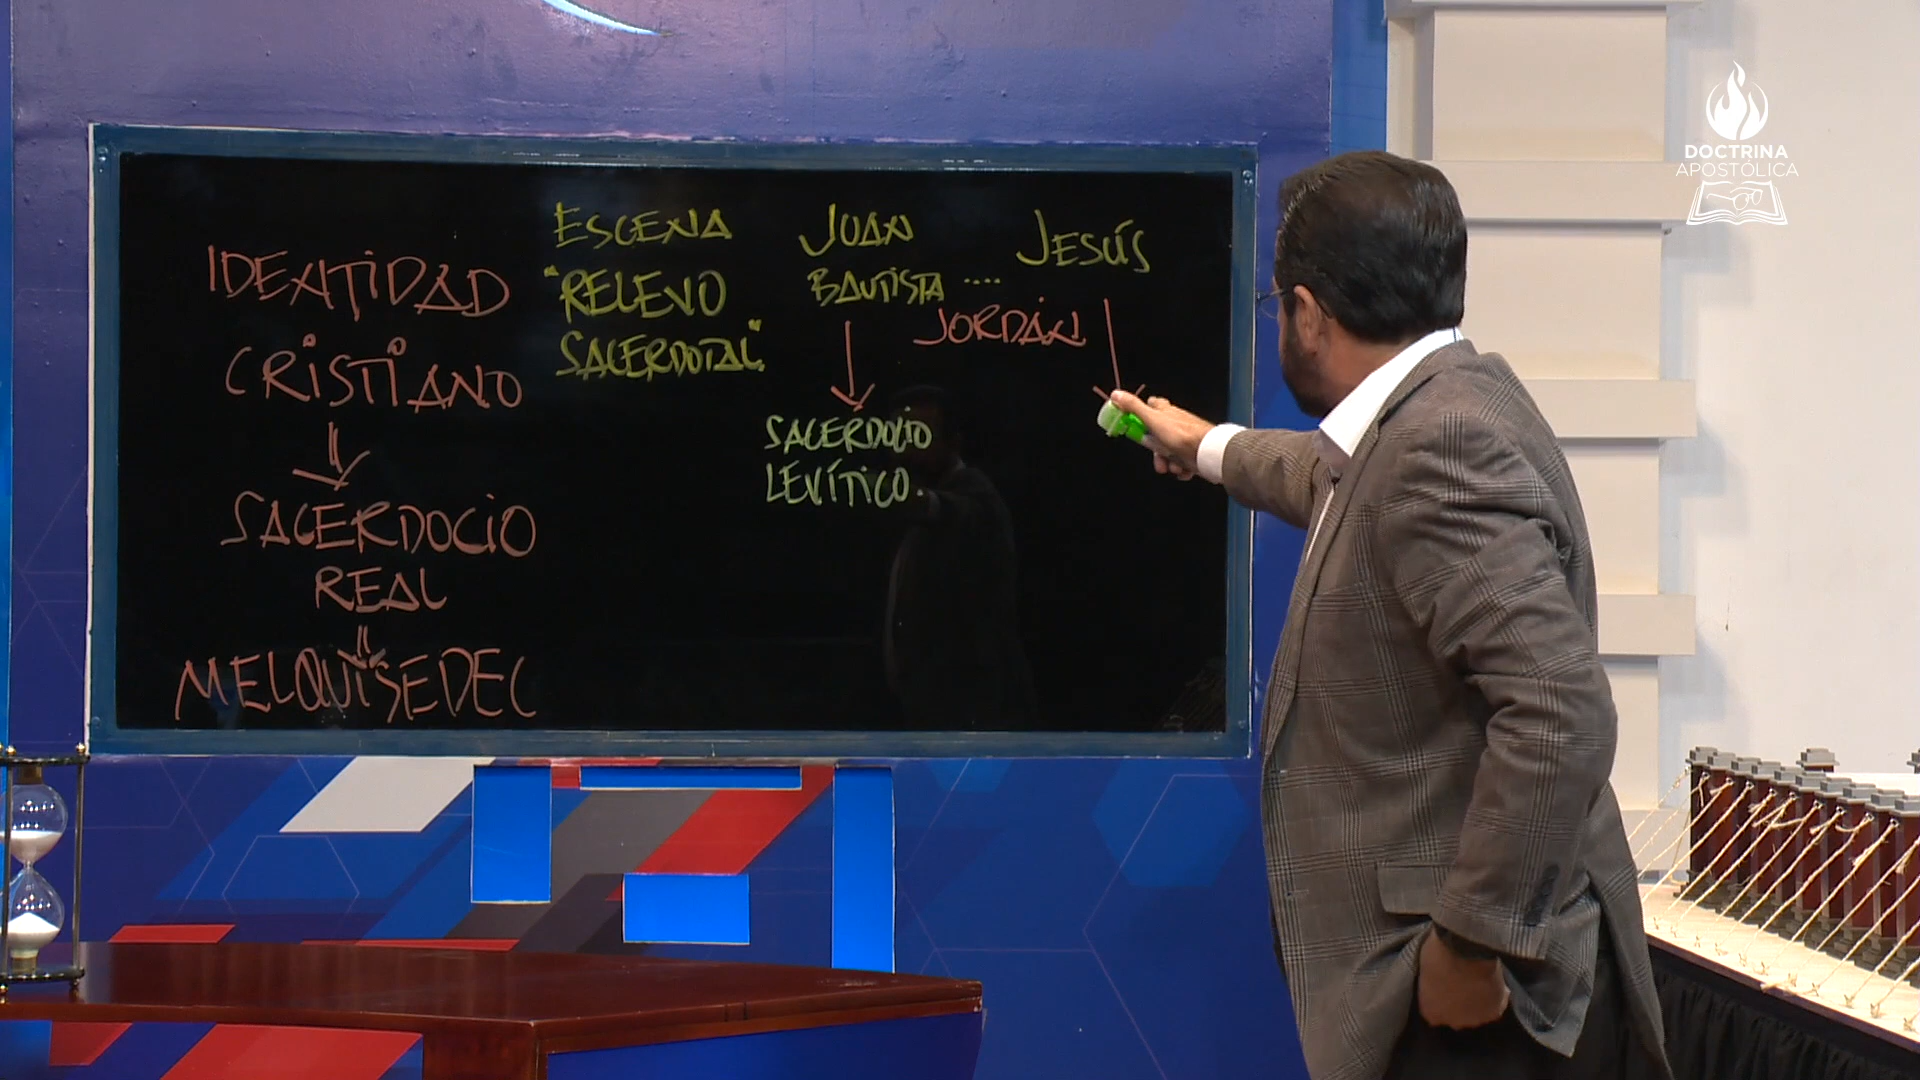 IDENTIDAD
CRISTIANO
SACERDOCIO
REAL
MELQUISEDEC
ESCENA
"RELEVO
SACERDOTAL"
JUAN
BAUTISTA ....
JESÚS
JORDÁN
SACERDOCIO
LEVÍTICO.
DOCTRINA
APOSTÓLICA